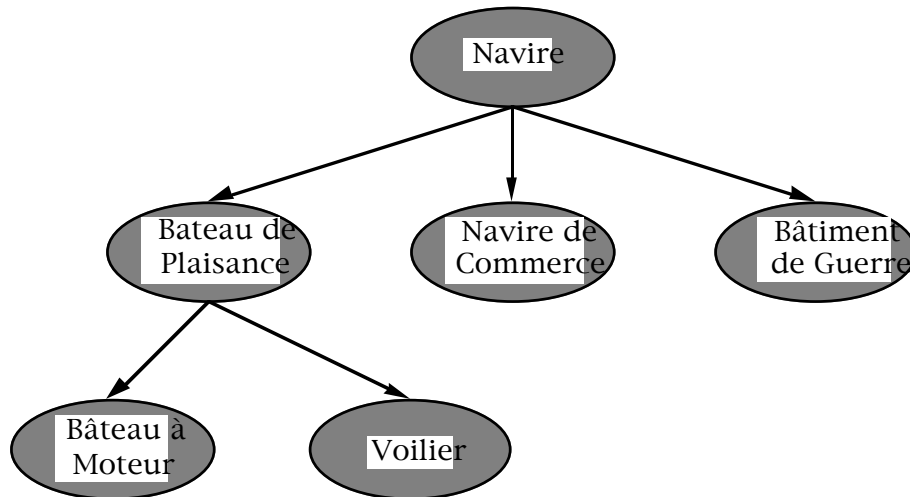 Navire
Bateau de
Plaisance
Navire de
Commerce
Bâtiment
de Guerre
Bâteau à
Moteur
Voilier